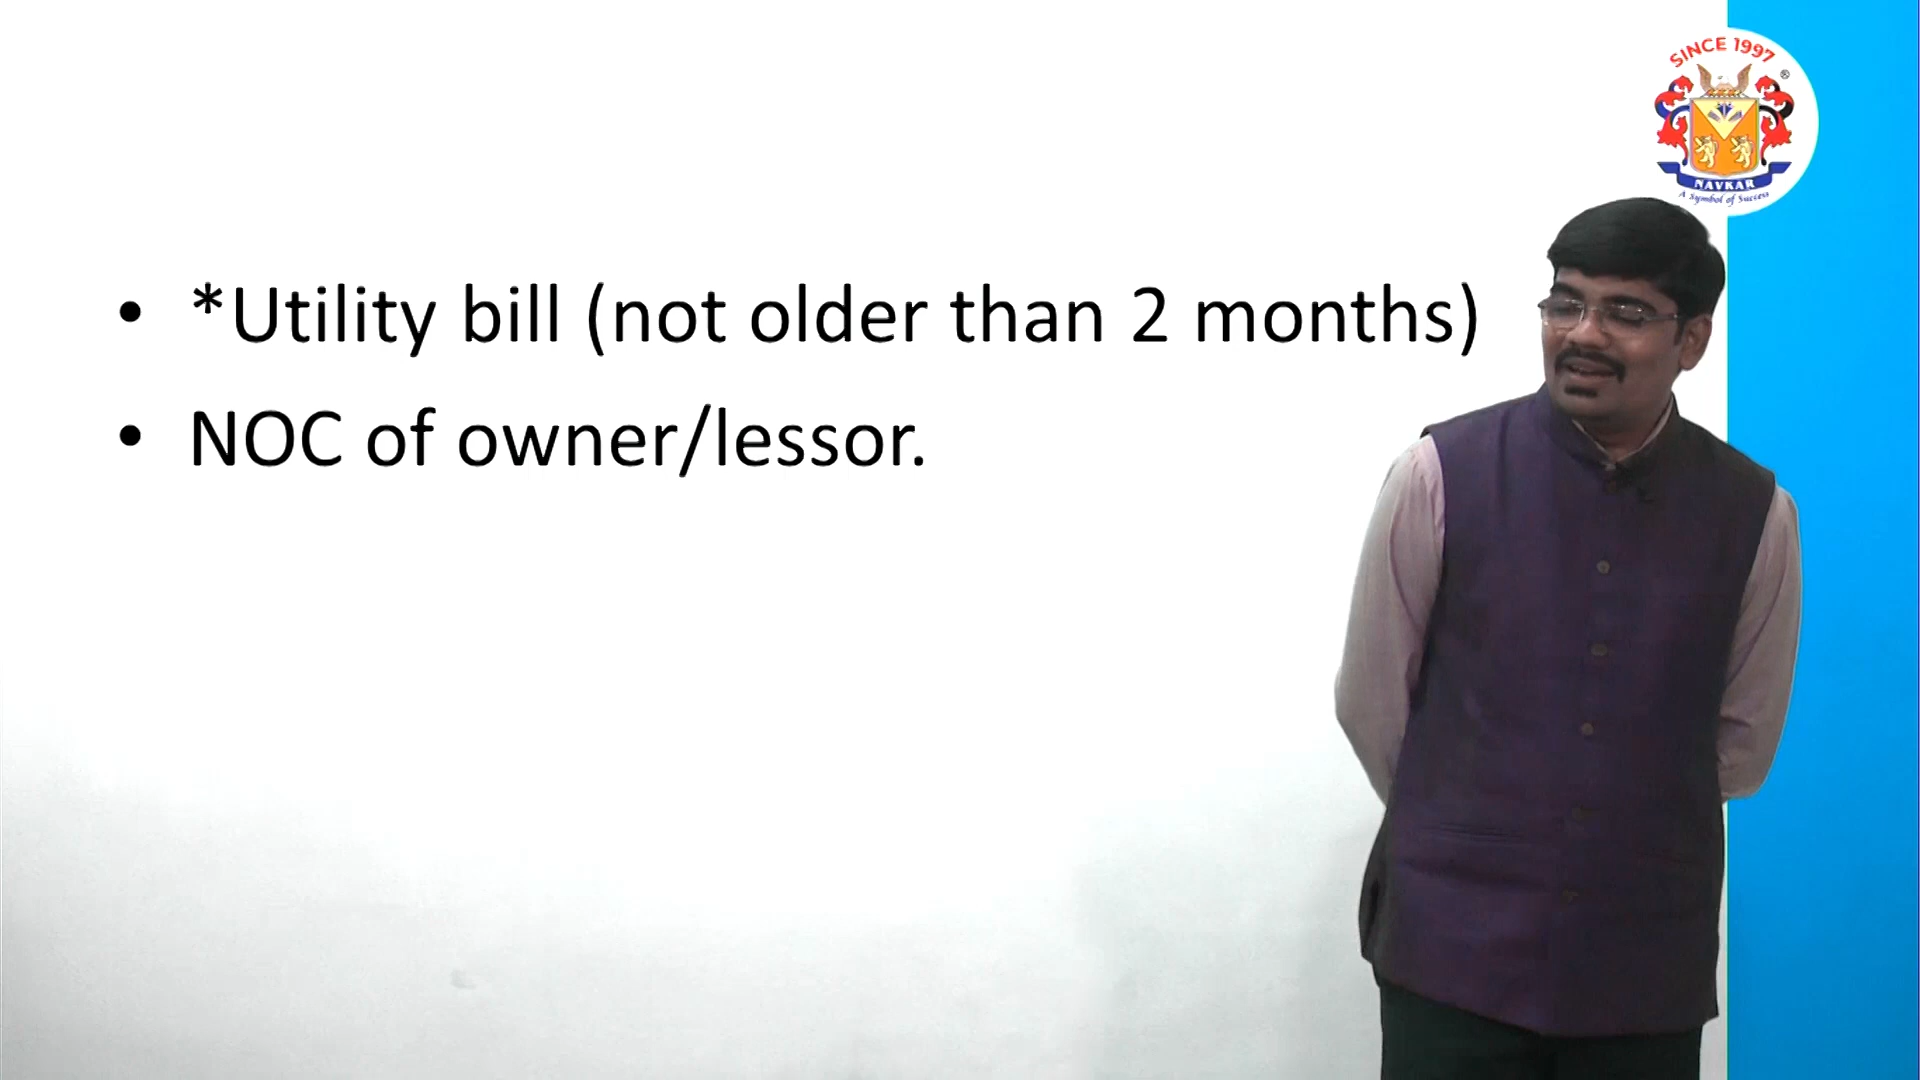 SINCE 1997
®
NAVKAR
A Symbol of Success
• *Utility bill (not older than 2 months)
• NOC of owner/lessor.